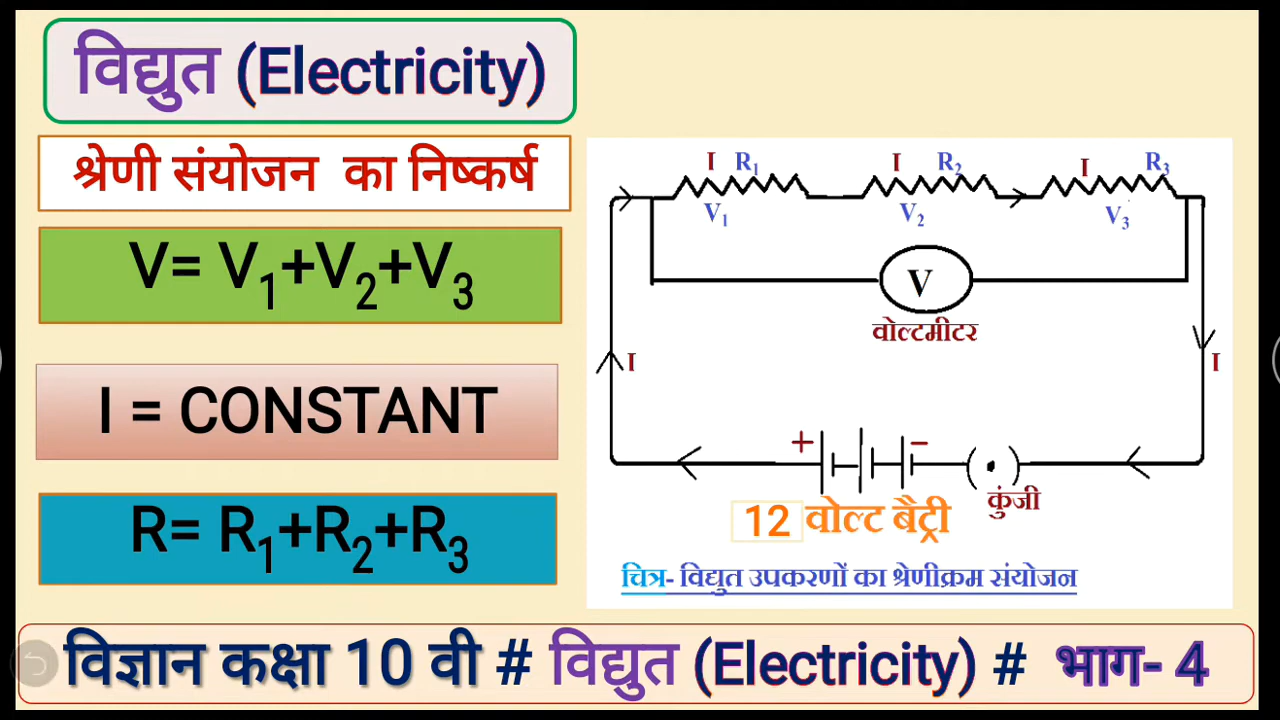 विद्युत (Electricity)
श्रेणी संयोजन का निष्कर्ष
V= V₁+V₂+V₃
I = CONSTANT
R= R₁+R₂+R₃
I R₁ I R₂ I R₃
V₁ V₂ V₃
V
वोल्टमीटर
I I
+ −
कुंजी
12 वोल्ट बैट्री
चित्र- विद्युत उपकरणों का श्रेणीक्रम संयोजन
विज्ञान कक्षा 10 वी # विद्युत (Electricity) # भाग- 4